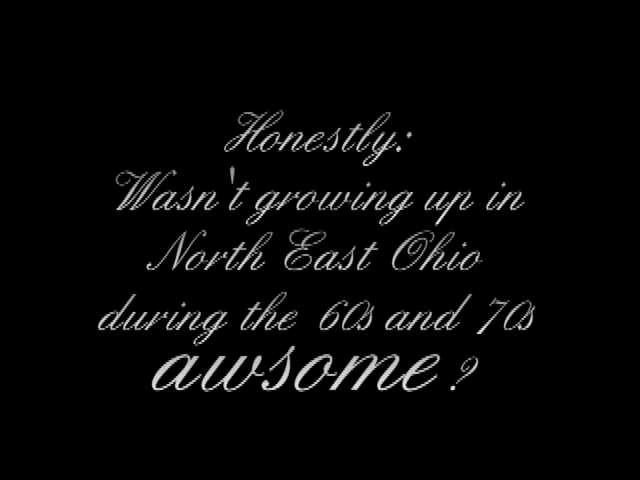 Honestly:
Wasn't growing up in
North East Ohio
during the 60s and 70s
awsome?